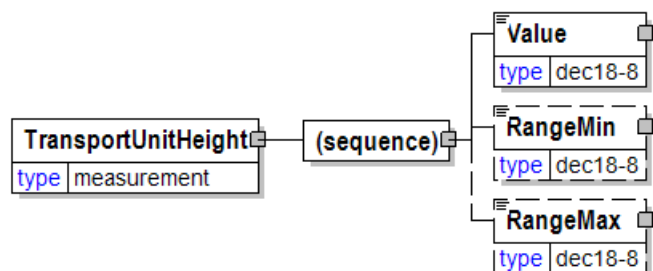 Value
type dec18-8
TransportUnitHeight
type measurement
(sequence)
RangeMin
type dec18-8
RangeMax
type dec18-8